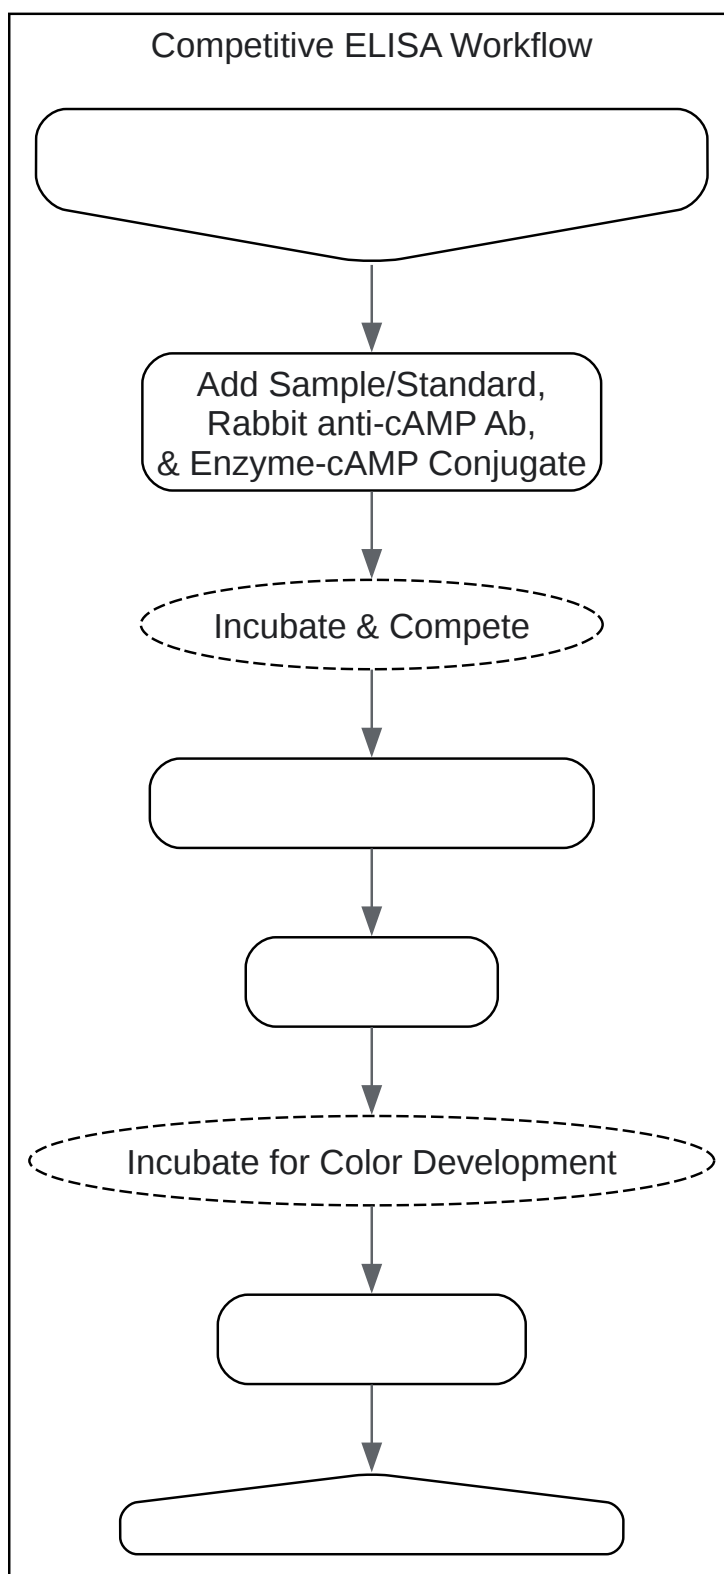 Competitive ELISA Workflow
Add Sample/Standard,
Rabbit anti-cAMP Ab,
& Enzyme-cAMP Conjugate
Incubate & Compete
Incubate for Color Development